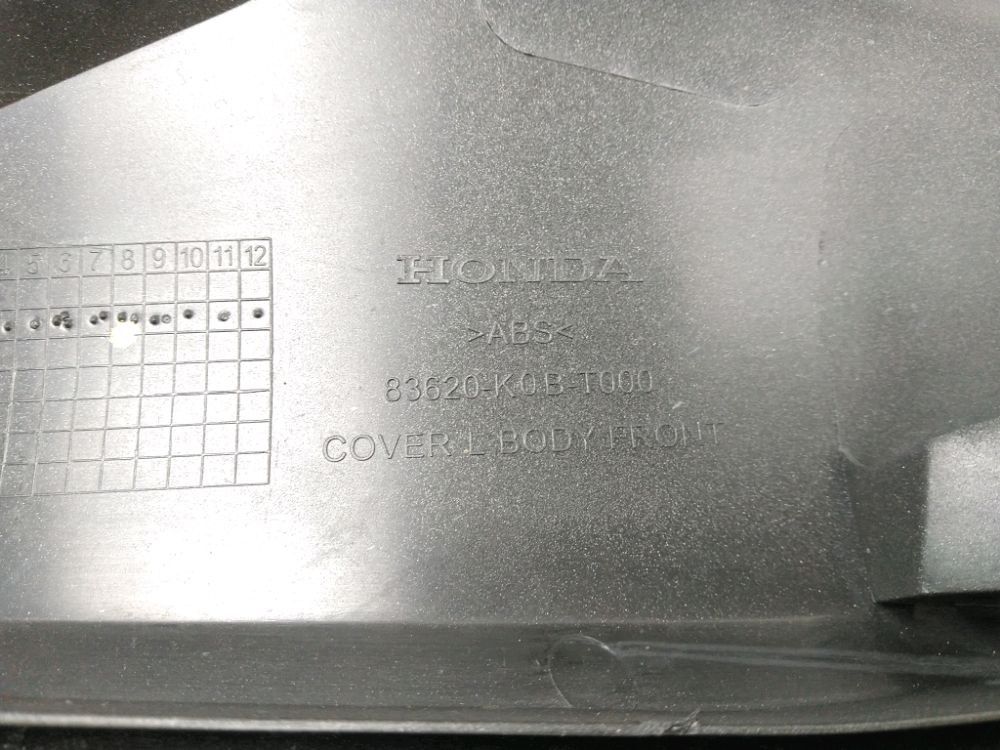 4 5 6 7 8 9 10 11 12
HONDA
>ABS<
83620-K0B-T000
COVER L BODY FRONT